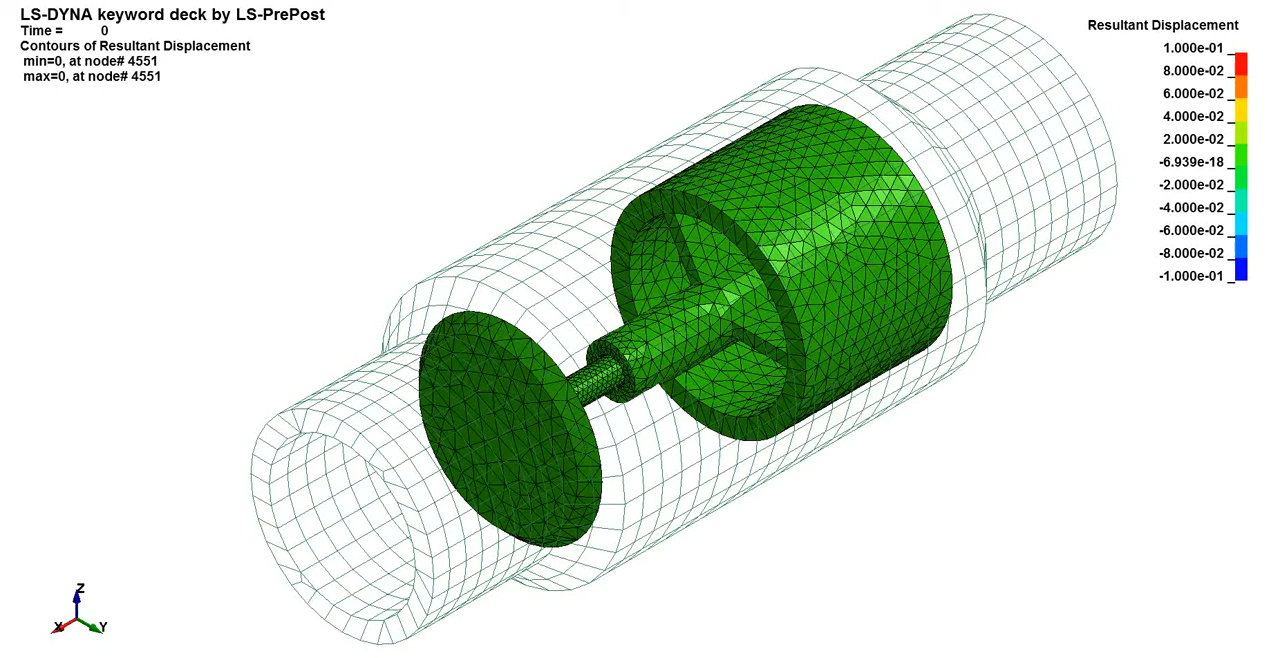 LS-DYNA keyword deck by LS-PrePost
Time =          0
Contours of Resultant Displacement
min=0, at node# 4551
max=0, at node# 4551
Resultant Displacement
1.000e-01
8.000e-02
6.000e-02
4.000e-02
2.000e-02
-6.939e-18
-2.000e-02
-4.000e-02
-6.000e-02
-8.000e-02
-1.000e-01
Z
X
Y